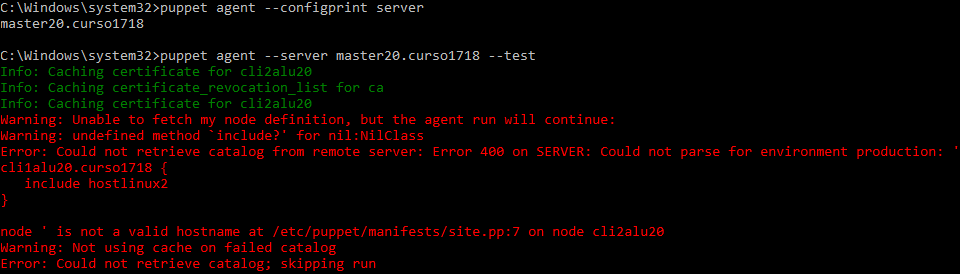 C:\Windows\system32>puppet agent --configprint server
master20.curso1718
C:\Windows\system32>puppet agent --server master20.curso1718 --test
Info: Caching certificate for cli2alu20
Info: Caching certificate_revocation_list for ca
Info: Caching certificate for cli2alu20
Warning: Unable to fetch my node definition, but the agent run will continue:
Warning: undefined method `include?' for nil:NilClass
Error: Could not retrieve catalog from remote server: Error 400 on SERVER: Could not parse for environment production: '
cli1alu20.curso1718 {
   include hostlinux2
}
node ' is not a valid hostname at /etc/puppet/manifests/site.pp:7 on node cli2alu20
Warning: Not using cache on failed catalog
Error: Could not retrieve catalog; skipping run